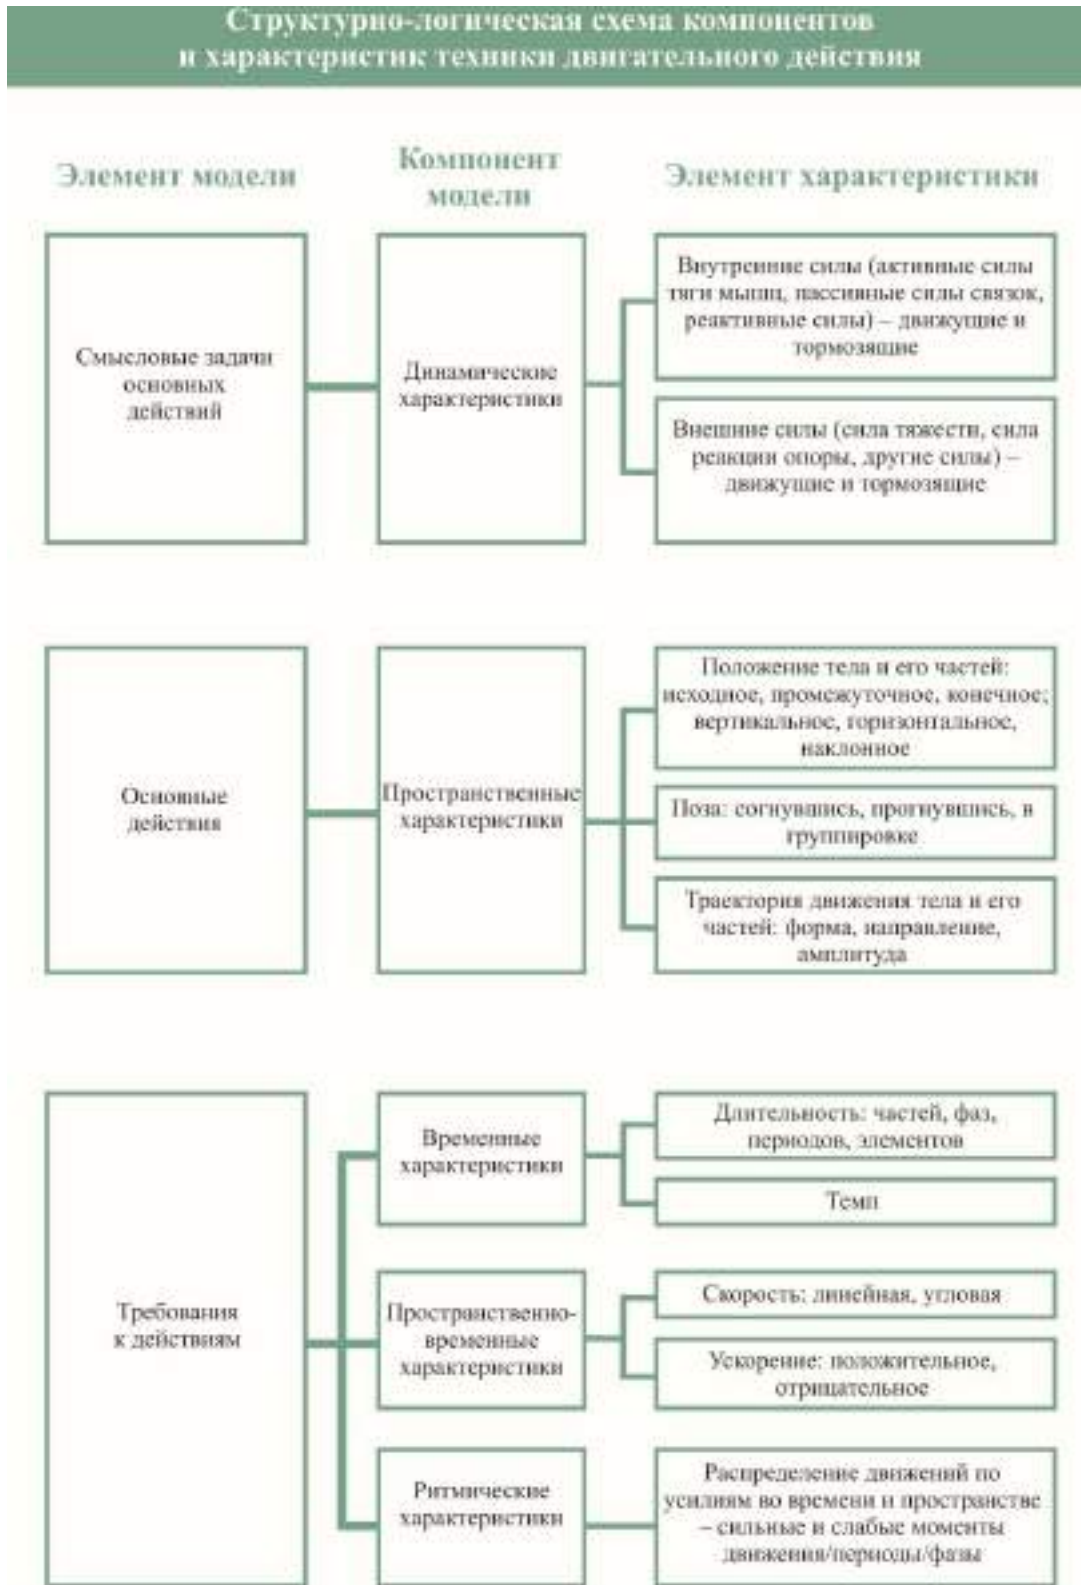 Структурно-логическая схема компонентов
и характеристик техники двигательного действия
Элемент модели
Компонент
модели
Элемент характеристики
Смысловые задачи
основных
действий
Динамические
характеристики
Внутренние силы (активные силы
тяги мышц, пассивные силы связок,
реактивные силы) – движущие и
тормозящие
Внешние силы (сила тяжести, сила
реакции опоры, другие силы) –
движущие и тормозящие
Основные
действия
Пространственные
характеристики
Положение тела и его частей:
исходное, промежуточное, конечное;
вертикальное, горизонтальное,
наклонное
Поза: согнувшись, прогнувшись, в
группировке
Траектория движения тела и его
частей: форма, направление,
амплитуда
Требования
к действиям
Временные
характеристики
Длительность: частей, фаз,
периодов, элементов
Темп
Пространственно-
временные
характеристики
Скорость: линейная, угловая
Ускорение: положительное,
отрицательное
Ритмические
характеристики
Распределение движений по
усилиям во времени и пространстве
– сильные и слабые моменты
движения/периоды/фазы